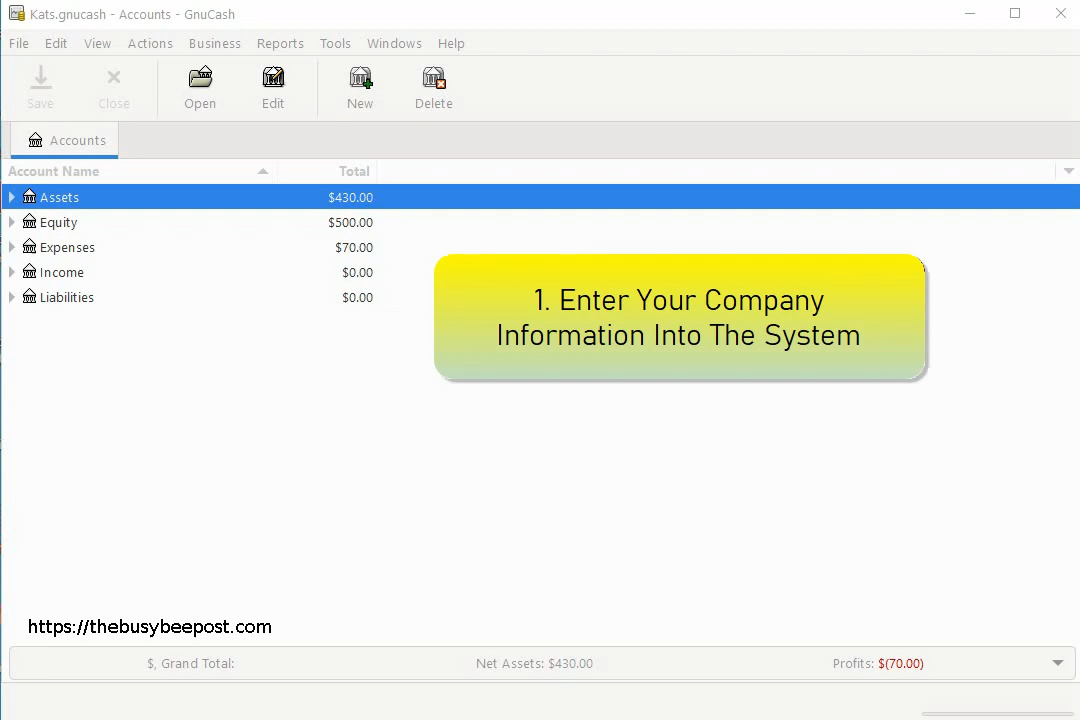 Kats.gnucash - Accounts - GnuCash
File Edit View Actions Business Reports Tools Windows Help
Save Close Open Edit New Delete
Accounts
Account Name Total
Assets $430.00
Equity $500.00
Expenses $70.00
Income $0.00
Liabilities $0.00
1. Enter Your Company
Information Into The System
https://thebusybeepost.com
$, Grand Total: Net Assets: $430.00 Profits: $(70.00)